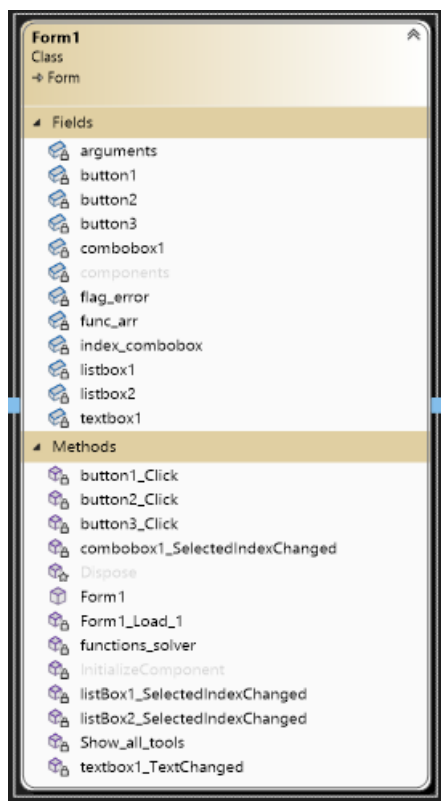 Form1
Class
Form
Fields
arguments
button1
button2
button3
combobox1
components
flag_error
func_arr
index_combobox
listbox1
listbox2
textbox1
Methods
button1_Click
button2_Click
button3_Click
combobox1_SelectedIndexChanged
Dispose
Form1
Form1_Load_1
functions_solver
InitializeComponent
listBox1_SelectedIndexChanged
listBox2_SelectedIndexChanged
Show_all_tools
textbox1_TextChanged